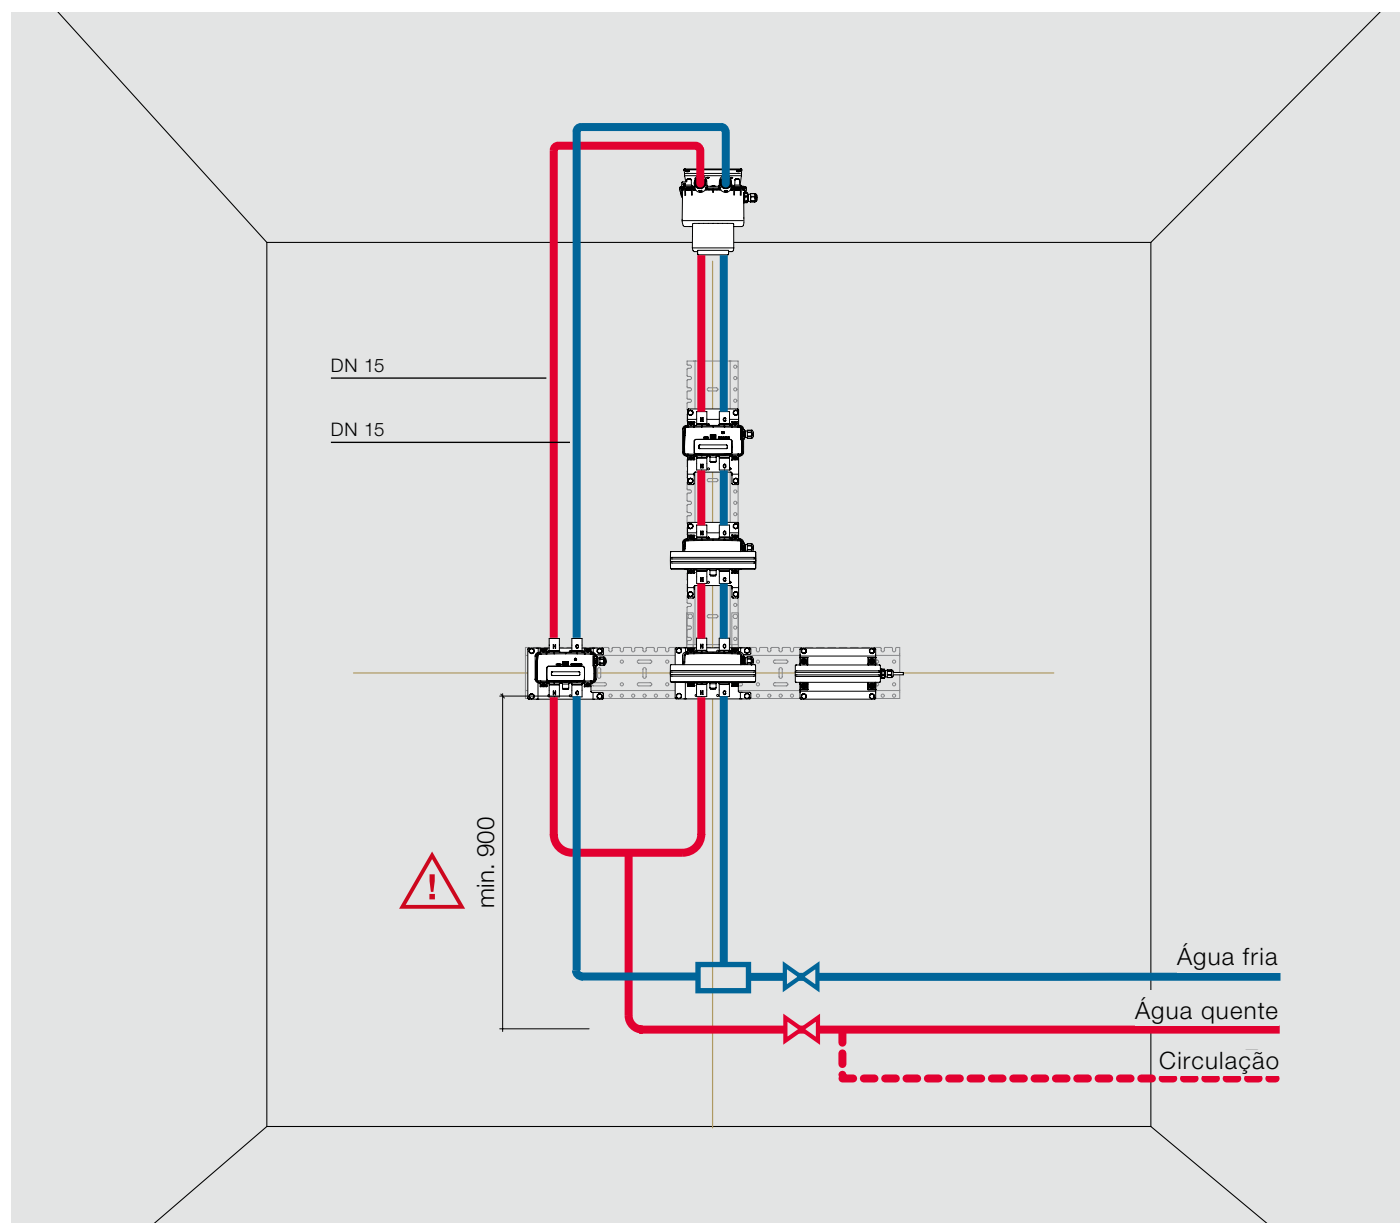 DN 15
DN 15
min. 900
!
Água fria
Água quente
Circulação